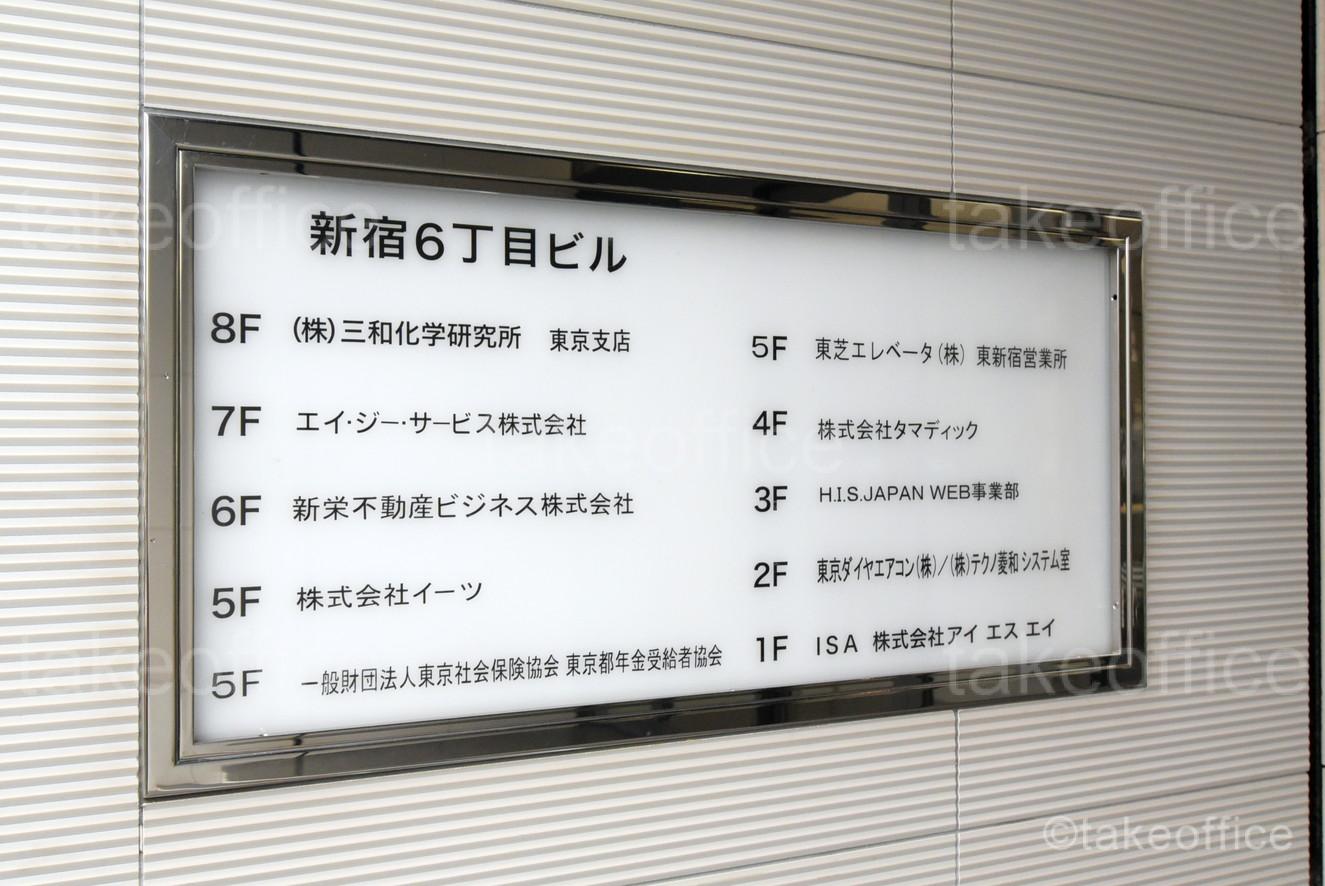 新宿6丁目ビル
8F (株)三和化学研究所 東京支店
7F エイ・ジー・サービス株式会社
6F 新栄不動産ビジネス株式会社
5F 株式会社イーツ
5F 一般財団法人東京社会保険協会 東京都年金受給者協会
5F 東芝エレベータ(株) 東新宿営業所
4F 株式会社タマディック
3F H.I.S.JAPAN WEB事業部
2F 東京ダイヤエアコン(株)／(株)テクノ菱和 システム室
1F ISA 株式会社アイ エス エイ
takeoffice
takeoffice
takeoffice
takeoffice
takeoffice
©takeoffice